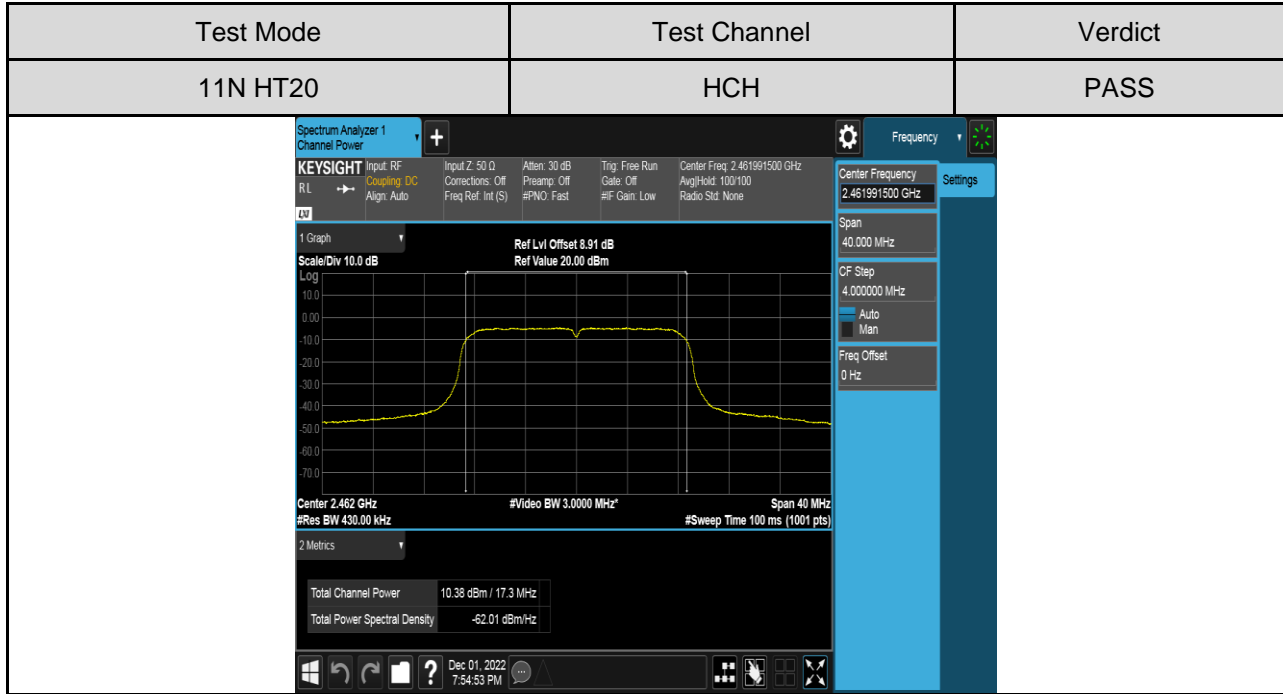 Test Mode Test Channel Verdict
11N HT20 HCH PASS
Spectrum Analyzer 1
Channel Power
Frequency
KEYSIGHT
RL
LXI
Input: RF
Coupling: DC
Align: Auto
Input Z: 50 Ω
Corrections: Off
Freq Ref: Int (S)
Atten: 30 dB
Preamp: Off
#PNO: Fast
Trig: Free Run
Gate: Off
#IF Gain: Low
Center Freq: 2.461991500 GHz
Avg|Hold: 100/100
Radio Std: None
Center Frequency
2.461991500 GHz
Settings
Span
40.000 MHz
CF Step
4.000000 MHz
Auto
Man
Freq Offset
0 Hz
1 Graph
Scale/Div 10.0 dB
Ref Lvl Offset 8.91 dB
Ref Value 20.00 dBm
Log
10.0
0.00
-10.0
-20.0
-30.0
-40.0
-50.0
-60.0
-70.0
Center 2.462 GHz
#Res BW 430.00 kHz
#Video BW 3.0000 MHz*
Span 40 MHz
#Sweep Time 100 ms (1001 pts)
2 Metrics
Total Channel Power 10.38 dBm / 17.3 MHz
Total Power Spectral Density -62.01 dBm/Hz
?
Dec 01, 2022
7:54:53 PM